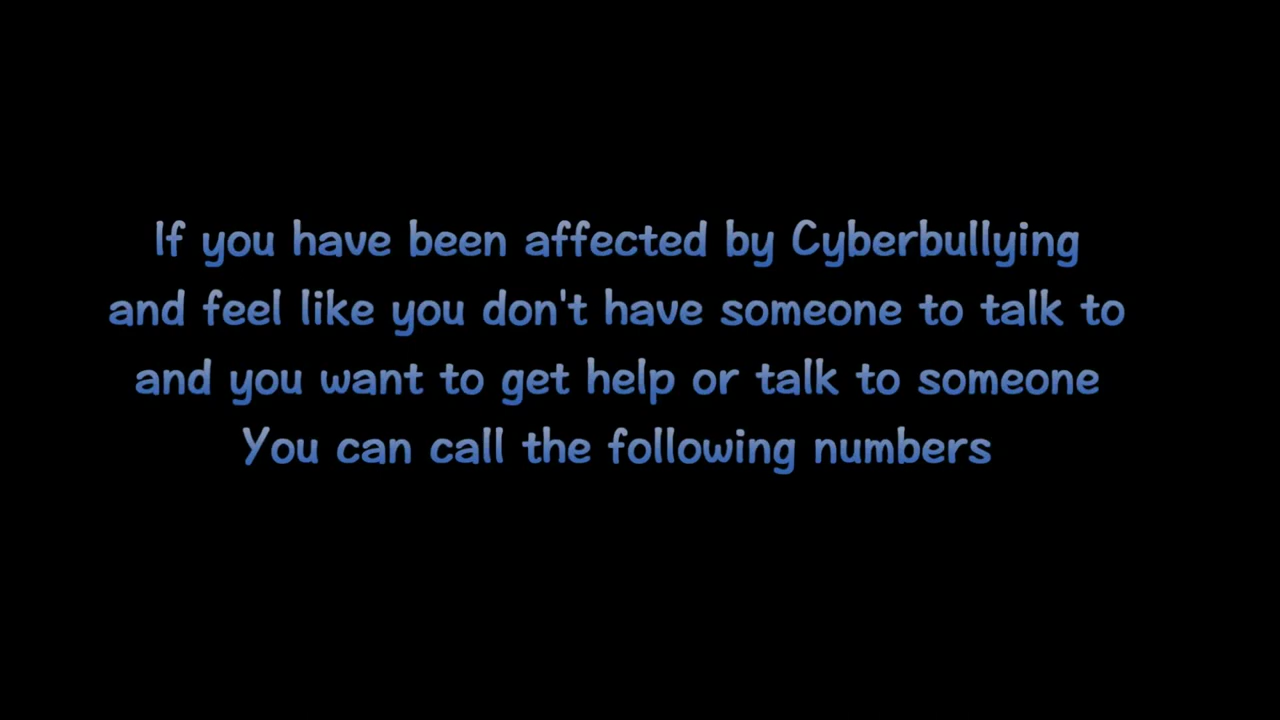 If you have been affected by Cyberbullying
and feel like you don't have someone to talk to
and you want to get help or talk to someone
You can call the following numbers